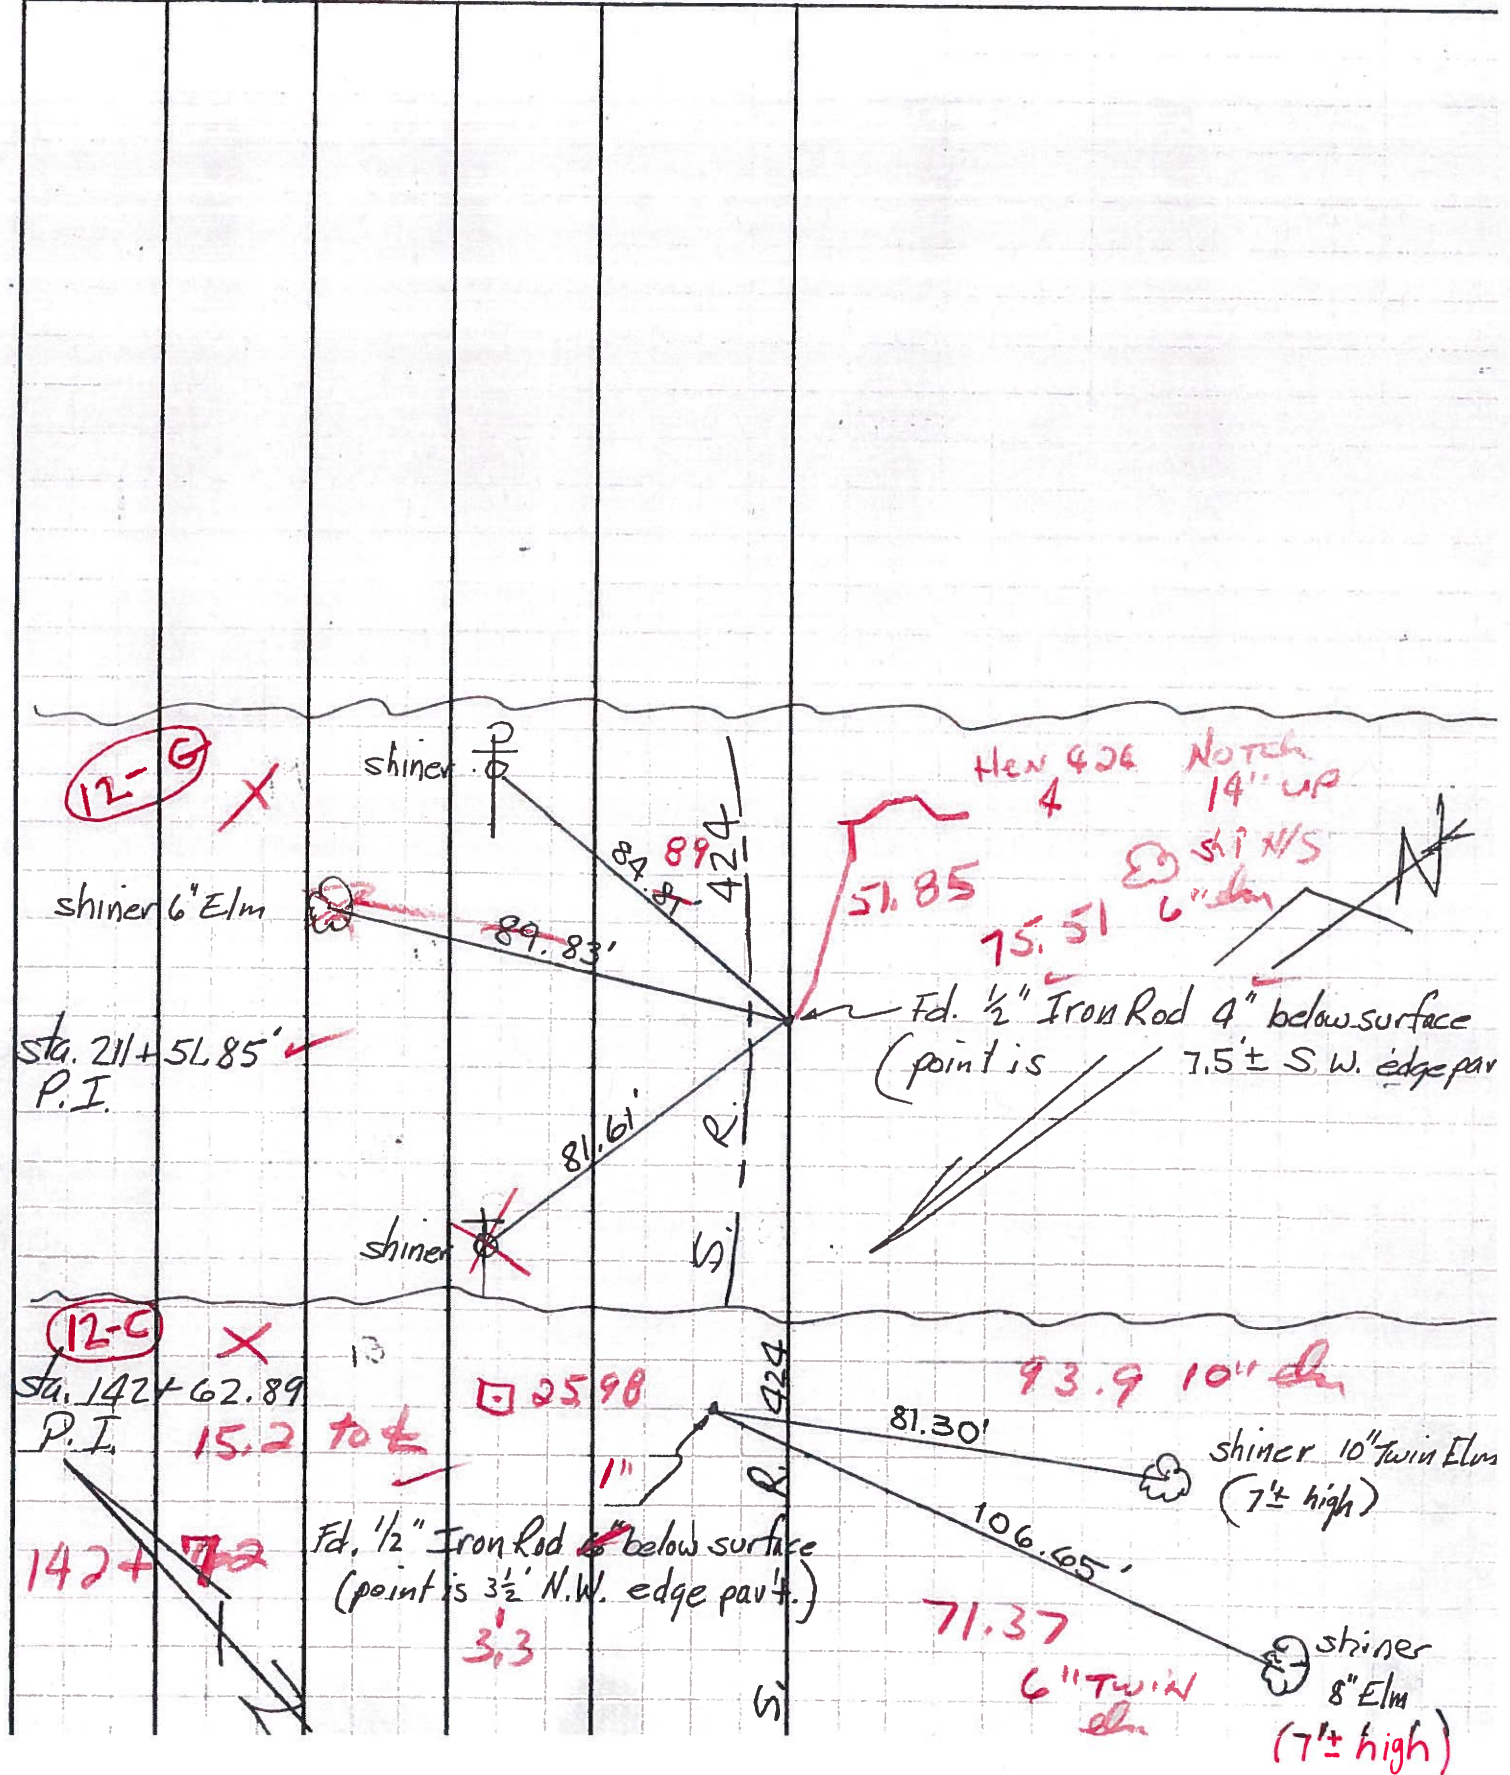 12-G X
shiner
P
HEN 424 NOTCH
4 14" UP
84.81' 89
424
N
shi N/S
6" elm
51.85
75.51
shiner 6" Elm
89.83'
Fd. ½" Iron Rod 4" below surface
(point is 7.5'± S.W. edge pav
sta. 211+51.85'
P.I.
81.61'
R.
shiner
S.
12-C X
sta. 142+62.89
P.I.
15.2 to ℄
25.98
424
93.9 10" elm
81.30'
shiner 10" Twin Elm
(7'± high)
1"
R.
Fd. ½" Iron Rod 6" below surface
(point is 3½' N.W. edge pav't.)
3.3
106.65'
71.37
6" TWIN
elm
S.
shiner
8" Elm
(7'± high)